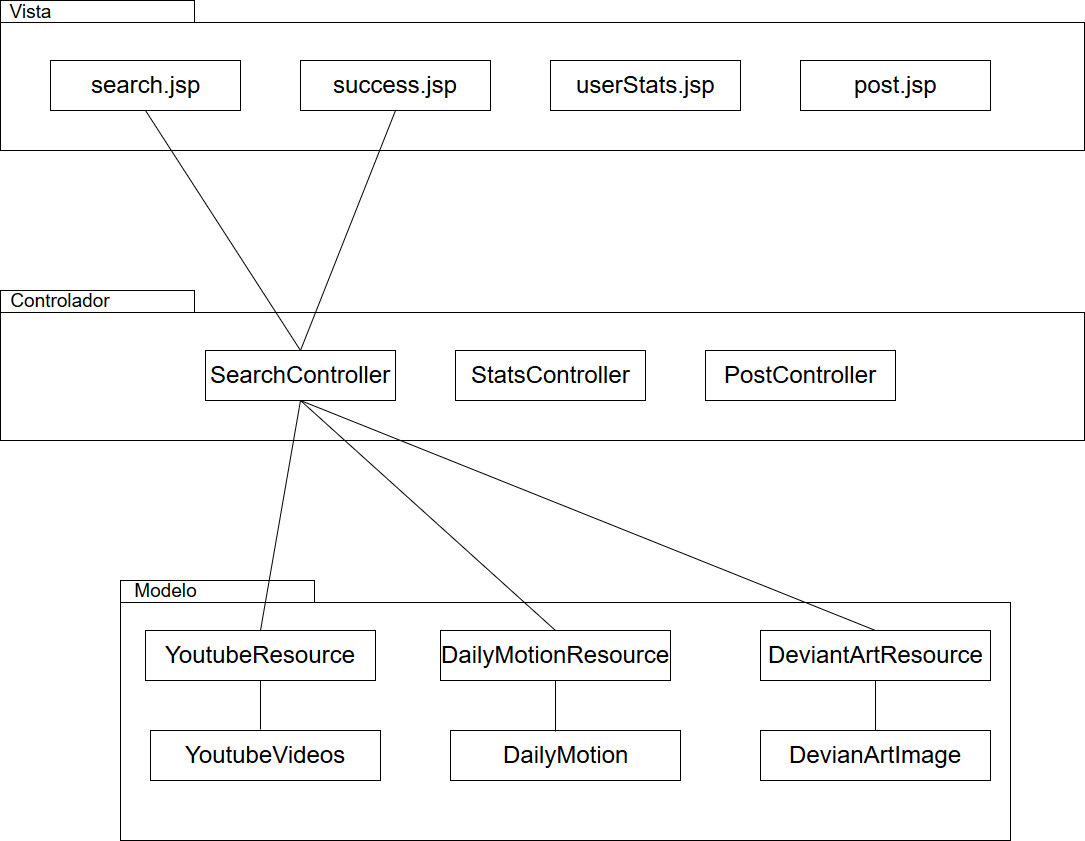 Vista
search.jsp
success.jsp
userStats.jsp
post.jsp
Controlador
SearchController
StatsController
PostController
Modelo
YoutubeResource
DailyMotionResource
DeviantArtResource
YoutubeVideos
DailyMotion
DevianArtImage